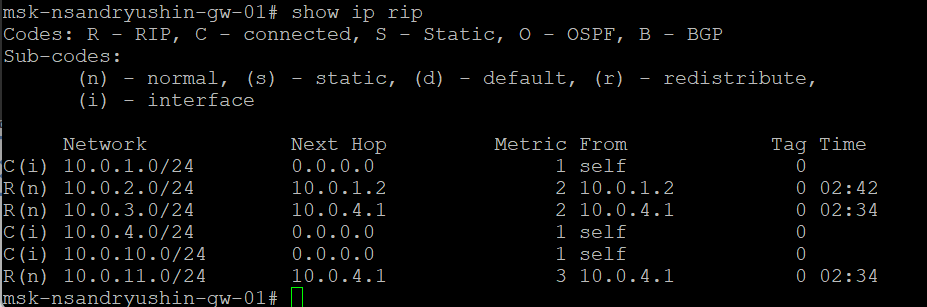 msk-nsandryushin-gw-01# show ip rip
Codes: R - RIP, C - connected, S - Static, O - OSPF, B - BGP
Sub-codes:
      (n) - normal, (s) - static, (d) - default, (r) - redistribute,
      (i) - interface

     Network            Next Hop         Metric From            Tag Time
C(i) 10.0.1.0/24        0.0.0.0               1 self              0
R(n) 10.0.2.0/24        10.0.1.2              2 10.0.1.2          0 02:42
R(n) 10.0.3.0/24        10.0.4.1              2 10.0.4.1          0 02:34
C(i) 10.0.4.0/24        0.0.0.0               1 self              0
C(i) 10.0.10.0/24       0.0.0.0               1 self              0
R(n) 10.0.11.0/24       10.0.4.1              3 10.0.4.1          0 02:34
msk-nsandryushin-gw-01#